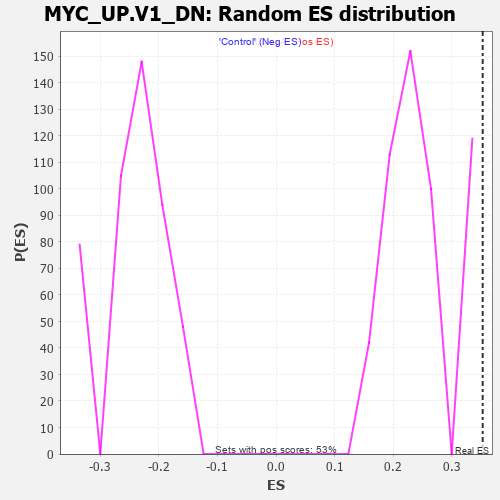 MYC_UP.V1_DN: Random ES distribution
'Control' (Neg ES)os ES)
P(ES)
150
140
130
120
110
100
90
80
70
60
50
40
30
20
10
0
Sets with pos scores: 53%
Real ES
-0.3 -0.2 -0.1 0.0 0.1 0.2 0.3
ES